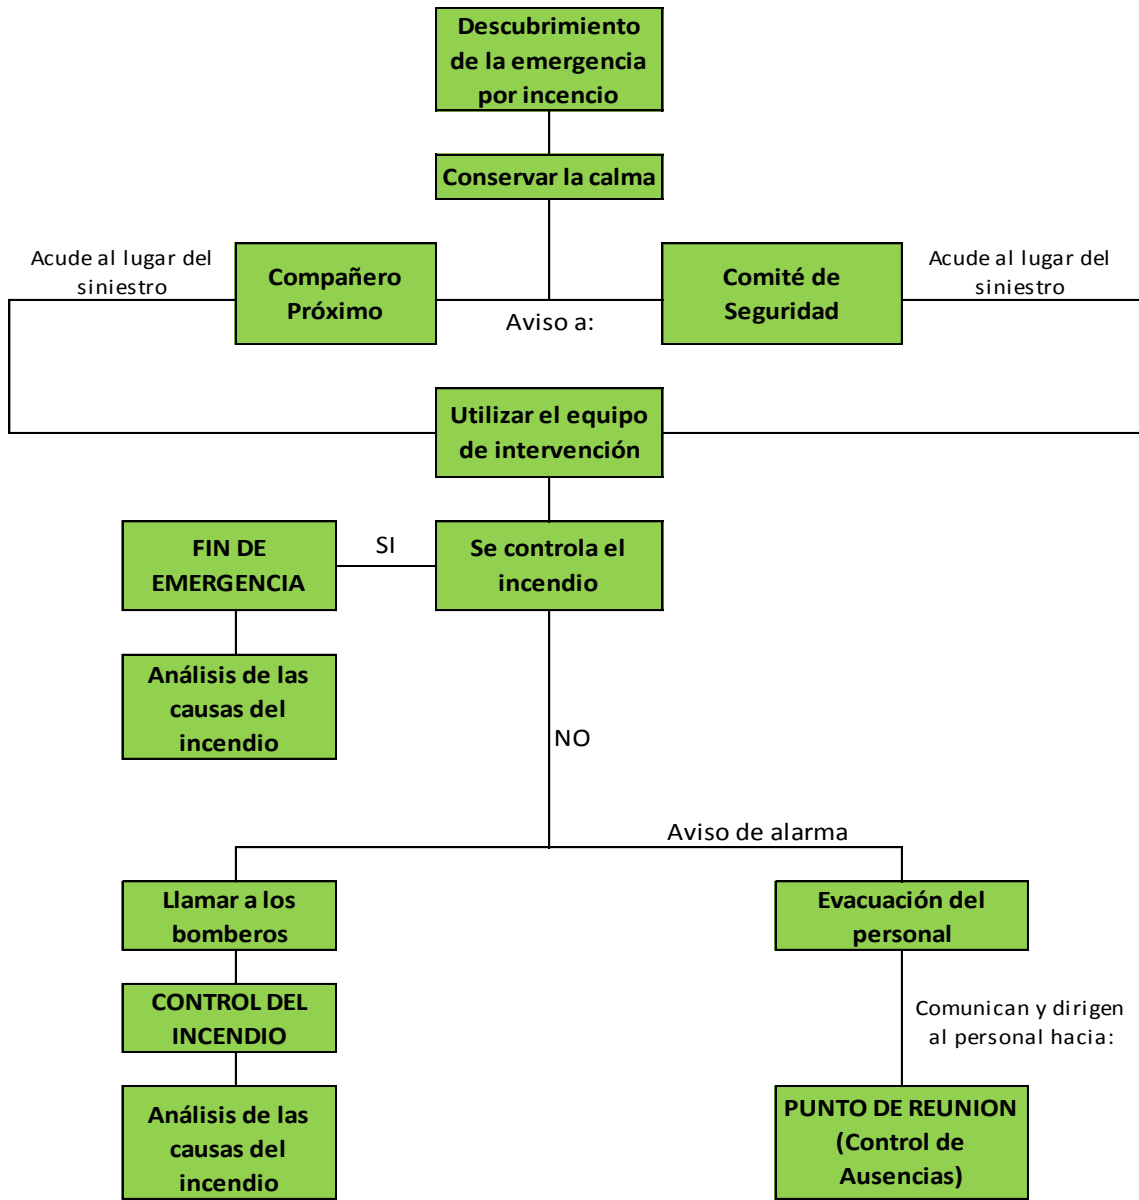 Descubrimiento
de la emergencia
por incencio
Conservar la calma
Acude al lugar del
siniestro
Compañero
Próximo
Aviso a:
Comité de
Seguridad
Acude al lugar del
siniestro
Utilizar el equipo
de intervención
FIN DE
EMERGENCIA
SI
Se controla el
incendio
Análisis de las
causas del
incendio
NO
Aviso de alarma
Llamar a los
bomberos
Evacuación del
personal
CONTROL DEL
INCENDIO
Comunican y dirigen
al personal hacia:
Análisis de las
causas del
incendio
PUNTO DE REUNION
(Control de
Ausencias)